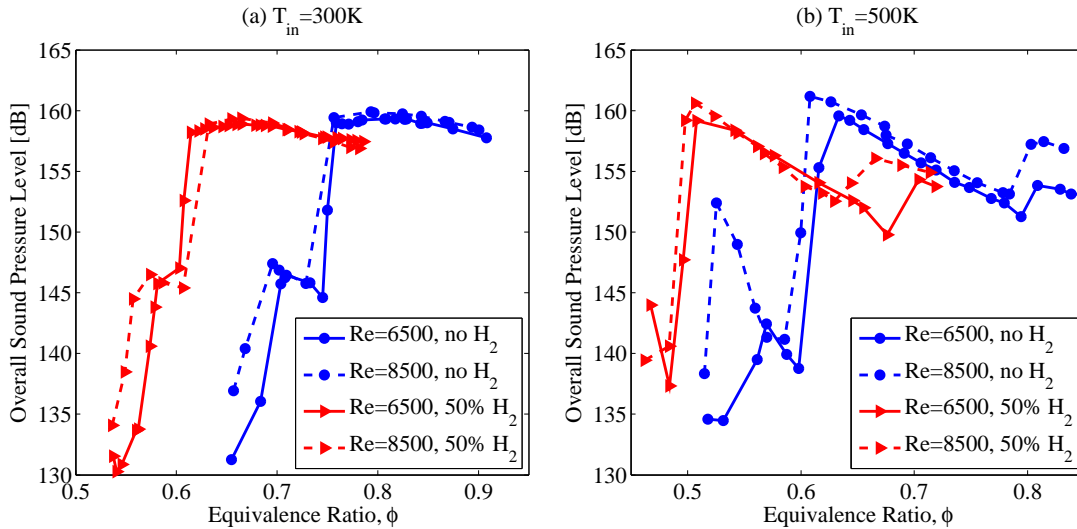 (a) T_in=300K
165
160
155
150
145
140
135
130
0.5 0.6 0.7 0.8 0.9
Overall Sound Pressure Level [dB]
Equivalence Ratio, ϕ
Re=6500, no H_2
Re=8500, no H_2
Re=6500, 50% H_2
Re=8500, 50% H_2
(b) T_in=500K
165
160
155
150
145
140
135
130
0.5 0.6 0.7 0.8
Overall Sound Pressure Level [dB]
Equivalence Ratio, ϕ
Re=6500, no H_2
Re=8500, no H_2
Re=6500, 50% H_2
Re=8500, 50% H_2